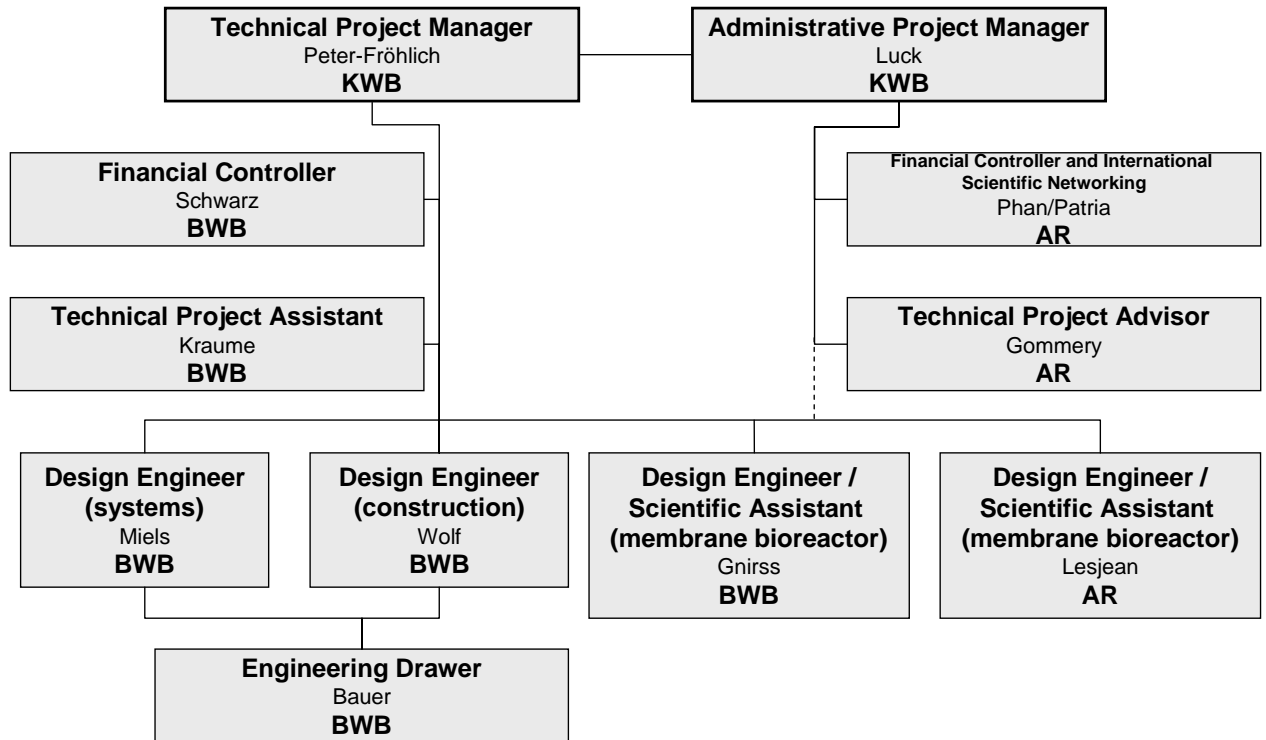 Technical Project Manager
Peter-Fröhlich
KWB
Administrative Project Manager
Luck
KWB
Financial Controller
Schwarz
BWB
Financial Controller and International
Scientific Networking
Phan/Patria
AR
Technical Project Assistant
Kraume
BWB
Technical Project Advisor
Gommery
AR
Design Engineer
(systems)
Miels
BWB
Design Engineer
(construction)
Wolf
BWB
Design Engineer /
Scientific Assistant
(membrane bioreactor)
Gnirss
BWB
Design Engineer /
Scientific Assistant
(membrane bioreactor)
Lesjean
AR
Engineering Drawer
Bauer
BWB